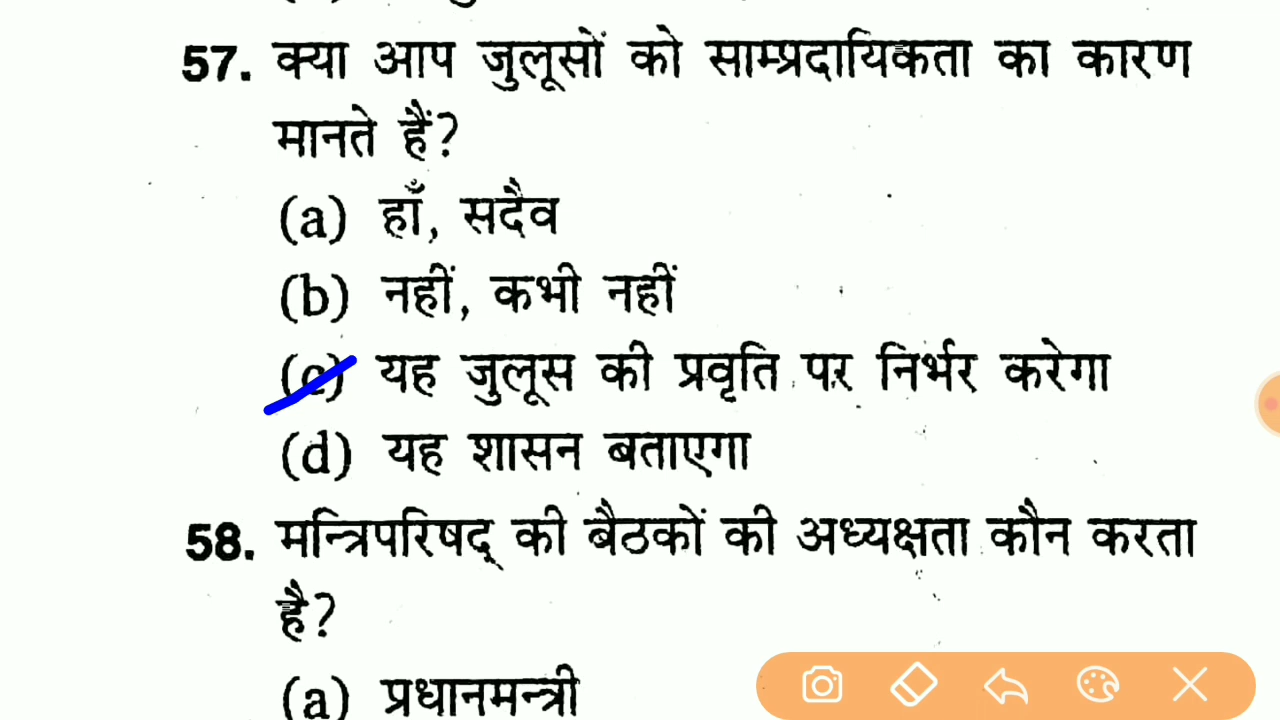 57. क्या आप जुलूसों को साम्प्रदायिकता का कारण
मानते हैं?
(a) हाँ, सदैव
(b) नहीं, कभी नहीं
(c) यह जुलूस की प्रवृति पर निर्भर करेगा
(d) यह शासन बताएगा
58. मन्त्रिपरिषद् की बैठकों की अध्यक्षता कौन करता
है?
(a) प्रधानमन्त्री